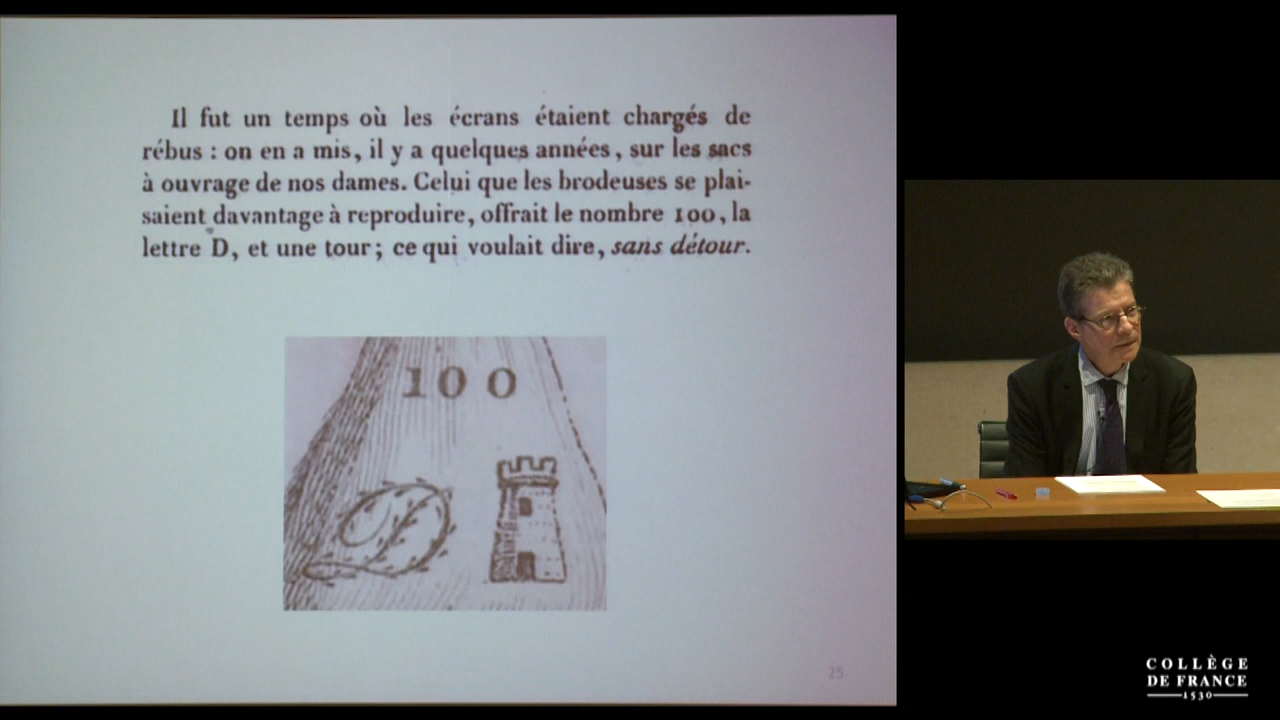 Il fut un temps où les écrans étaient chargés de
rébus : on en a mis, il y a quelques années, sur les sacs
à ouvrage de nos dames. Celui que les brodeuses se plai-
saient davantage à reproduire, offrait le nombre 100, la
lettre D, et une tour ; ce qui voulait dire, sans détour.
100
25
COLLÈGE
DE FRANCE
1530